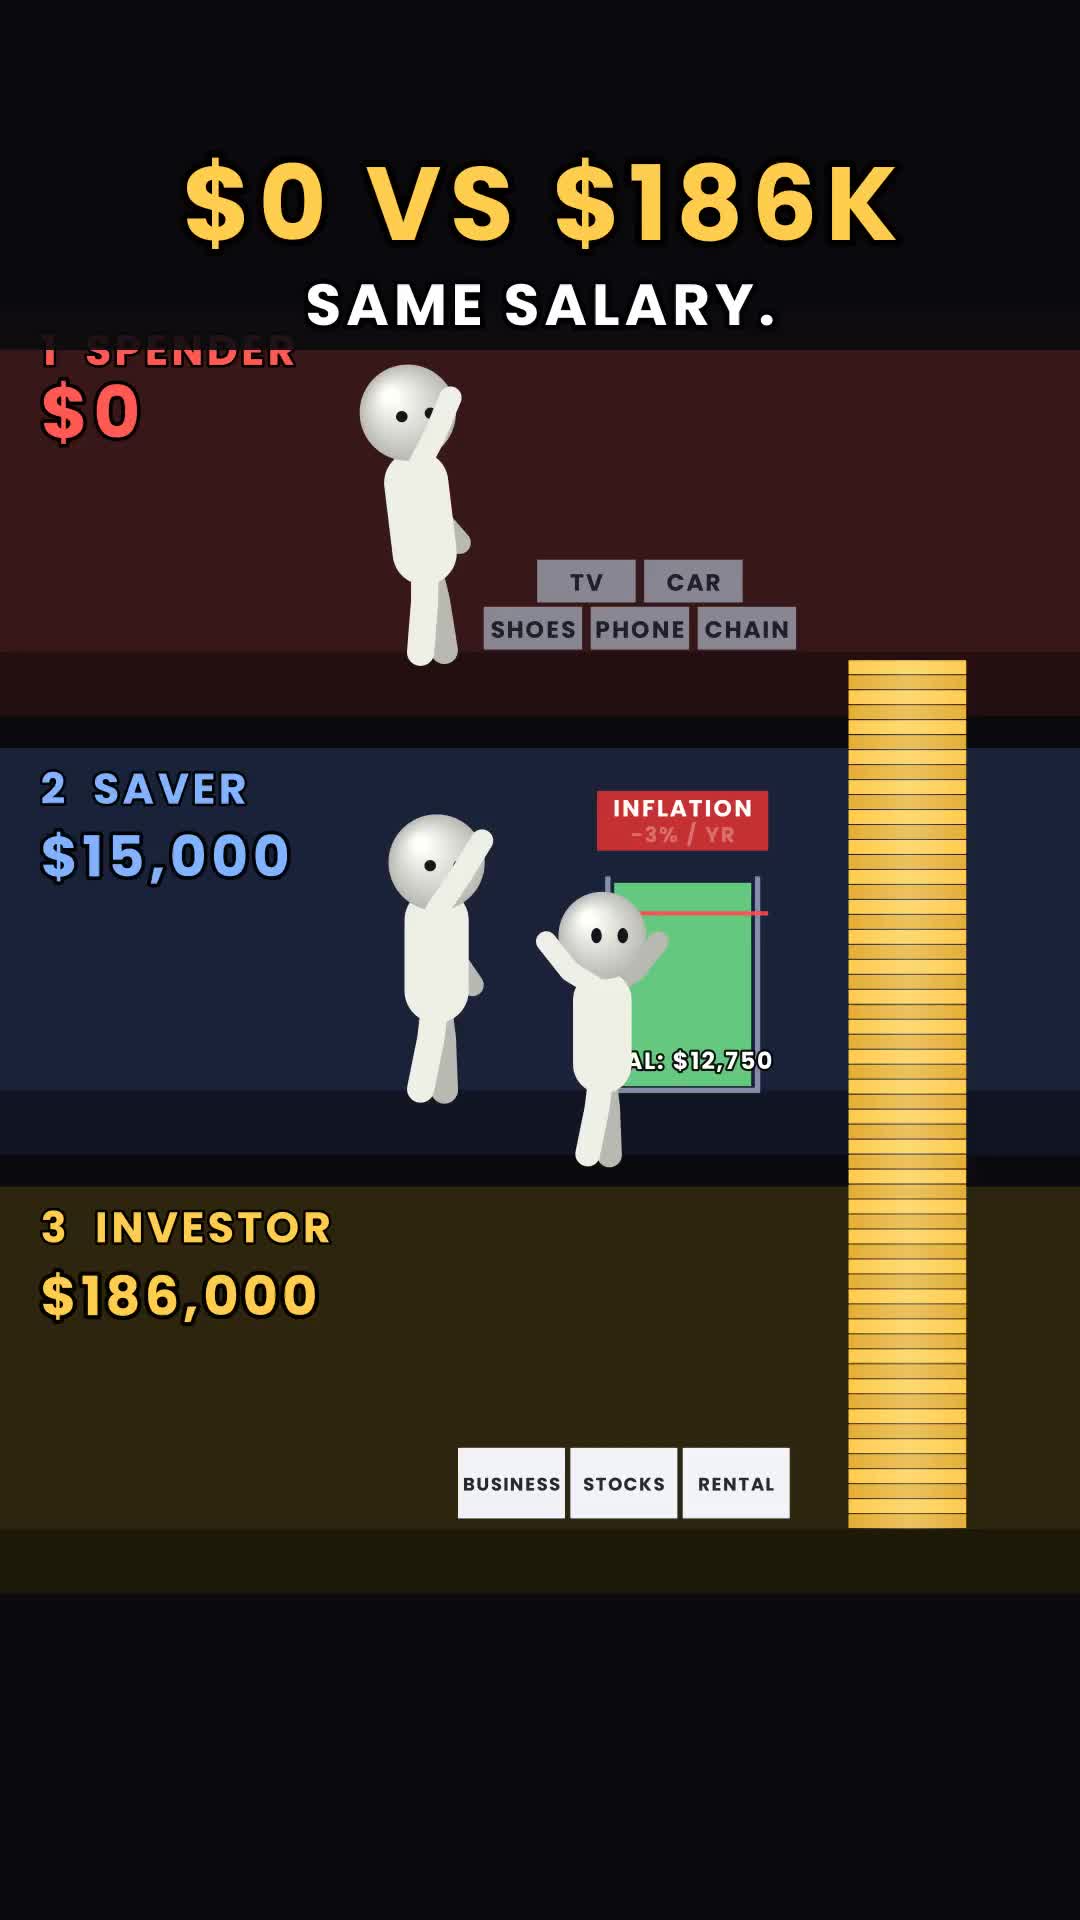 $0 VS $186K
SAME SALARY.
1 SPENDER
$0
TV CAR
SHOES PHONE CHAIN
2 SAVER
$15,000
INFLATION
-3% / YR
AL: $12,750
3 INVESTOR
$186,000
BUSINESS STOCKS RENTAL